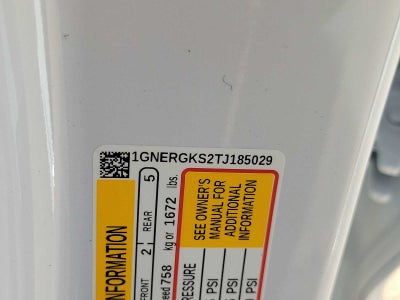 1GNERGKS2TJ185029
INFORMATION
FRONT 2 REAR 5
758 kg or 1672 lbs.
SEE OWNER'S
MANUAL FOR
ADDITIONAL
INFORMATION
PSI
PSI
PSI